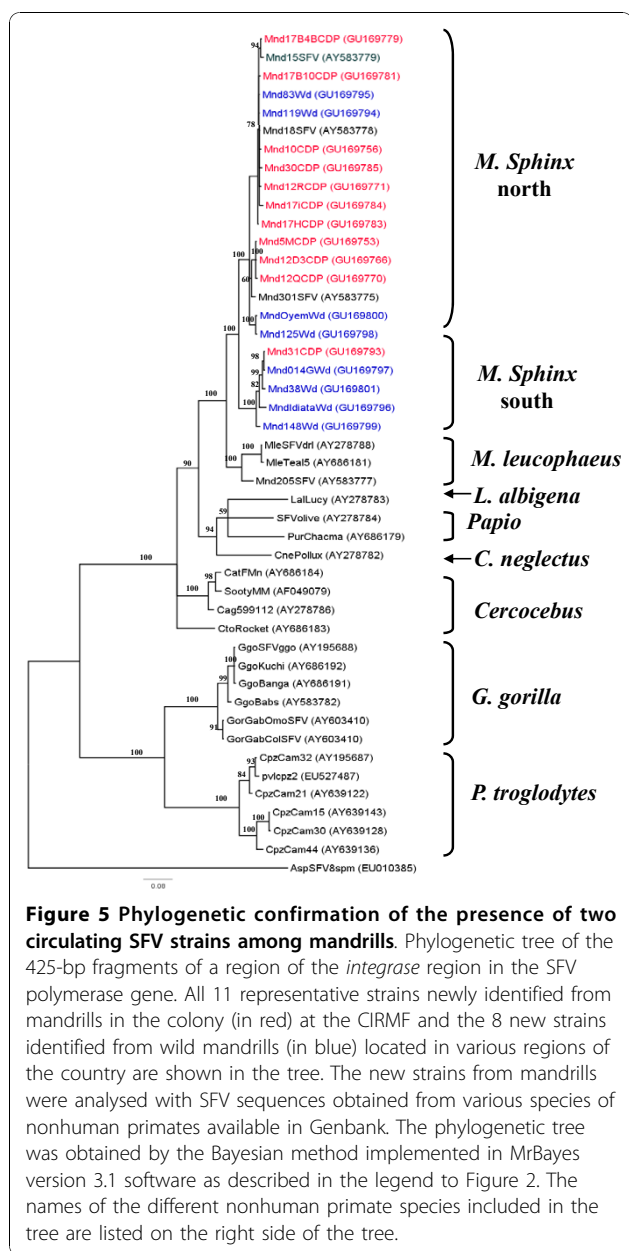 Mnd17B4BCDP (GU169779)
94
Mnd15SFV (AY583779)
Mnd17B10CDP (GU169781)
Mnd83Wd (GU169795)
Mnd119Wd (GU169794)
78
Mnd18SFV (AY583778)
Mnd10CDP (GU169756)
Mnd30CDP (GU169785)
Mnd12RCDP (GU169771)
Mnd17iCDP (GU169784)
Mnd17HCDP (GU169783)
M. Sphinx
north
Mnd5MCDP (GU169753)
100
100
Mnd12D3CDP (GU169766)
60
Mnd12QCDP (GU169770)
Mnd301SFV (AY583775)
MndOyemWd (GU169800)
100
Mnd125Wd (GU169798)
100
Mnd31CDP (GU169793)
98
Mnd014GWd (GU169797)
99
Mnd38Wd (GU169801)
82
MndIdiataWd (GU169796)
100
Mnd148Wd (GU169799)
M. Sphinx
south
100
MleSFVdrl (AY278788)
100
MleTeal5 (AY686181)
100
Mnd205SFV (AY583777)
M. leucophaeus
90
LalLucy (AY278783)
L. albigena
59
SFVolive (AY278784)
94
PurChacma (AY686179)
Papio
CnePollux (AY278782)
C. neglectus
100
CatFMn (AY686184)
98
SootyMM (AF049079)
100
Cag599112 (AY278786)
CtoRocket (AY686183)
Cercocebus
GgoSFVggo (AY195688)
100
GgoKuchi (AY686192)
GgoBanga (AY686191)
99
GgoBabs (AY583782)
100
GorGabOmoSFV (AY603410)
91
GorGabColSFV (AY603410)
G. gorilla
100
CpzCam32 (AY195687)
93
pvlcpz2 (EU527487)
84
CpzCam21 (AY639122)
100
CpzCam15 (AY639143)
100
CpzCam30 (AY639128)
100
CpzCam44 (AY639136)
P. troglodytes
AspSFV8spm (EU010385)
0.08
Figure 5 Phylogenetic confirmation of the presence of two
circulating SFV strains among mandrills. Phylogenetic tree of the
425-bp fragments of a region of the integrase region in the SFV
polymerase gene. All 11 representative strains newly identified from
mandrills in the colony (in red) at the CIRMF and the 8 new strains
identified from wild mandrills (in blue) located in various regions of
the country are shown in the tree. The new strains from mandrills
were analysed with SFV sequences obtained from various species of
nonhuman primates available in Genbank. The phylogenetic tree
was obtained by the Bayesian method implemented in MrBayes
version 3.1 software as described in the legend to Figure 2. The
names of the different nonhuman primate species included in the
tree are listed on the right side of the tree.